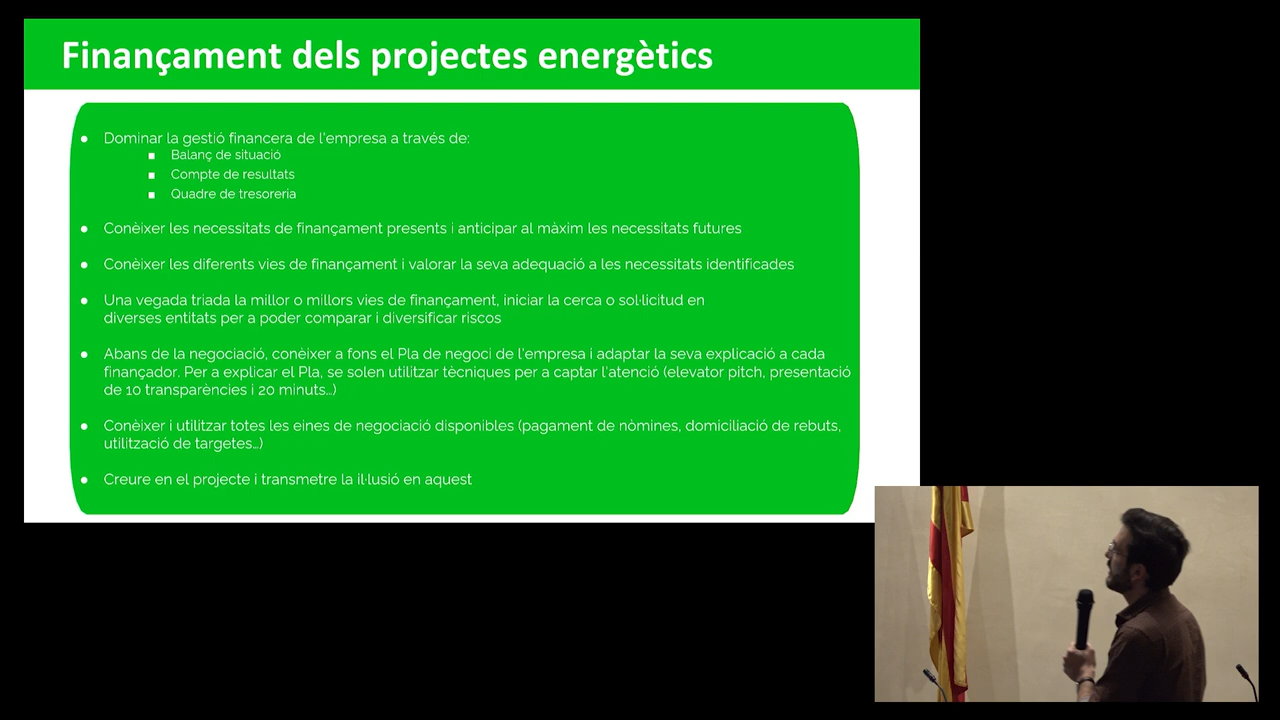 Finançament dels projectes energètics
● Dominar la gestió financera de l'empresa a través de:
■ Balanç de situació
■ Compte de resultats
■ Quadre de tresoreria
● Conèixer les necessitats de finançament presents i anticipar al màxim les necessitats futures
● Conèixer les diferents vies de finançament i valorar la seva adequació a les necessitats identificades
● Una vegada triada la millor o millors vies de finançament, iniciar la cerca o sol·licitud en
diverses entitats per a poder comparar i diversificar riscos
● Abans de la negociació, conèixer a fons el Pla de negoci de l'empresa i adaptar la seva explicació a cada
finançador. Per a explicar el Pla, se solen utilitzar tècniques per a captar l'atenció (elevator pitch, presentació
de 10 transparències i 20 minuts...)
● Conèixer i utilitzar totes les eines de negociació disponibles (pagament de nòmines, domiciliació de rebuts,
utilització de targetes...)
● Creure en el projecte i transmetre la il·lusió en aquest